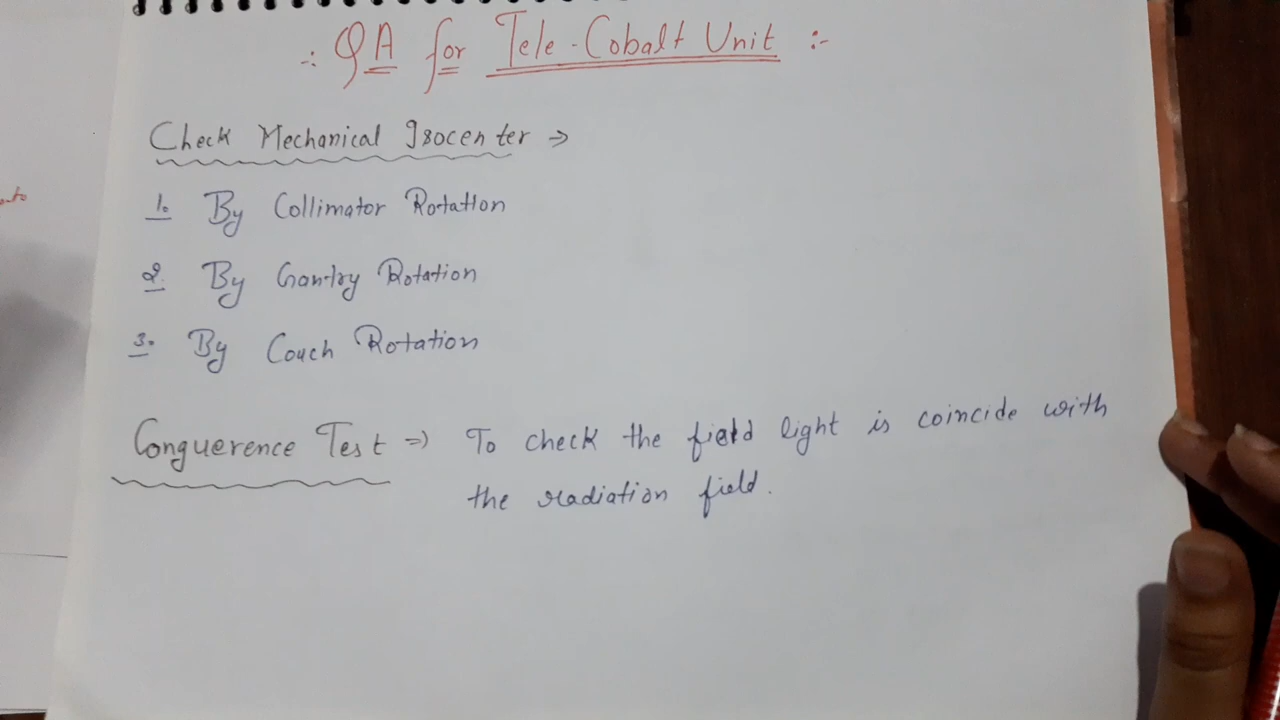 :- QA for Tele-Cobalt Unit :-
Check Mechanical Isocenter ⇒
1. By Collimator Rotation
2. By Gantry Rotation
3. By Couch Rotation
Conguerence Test ⇒ To check the field light is coincide with
the radiation field.